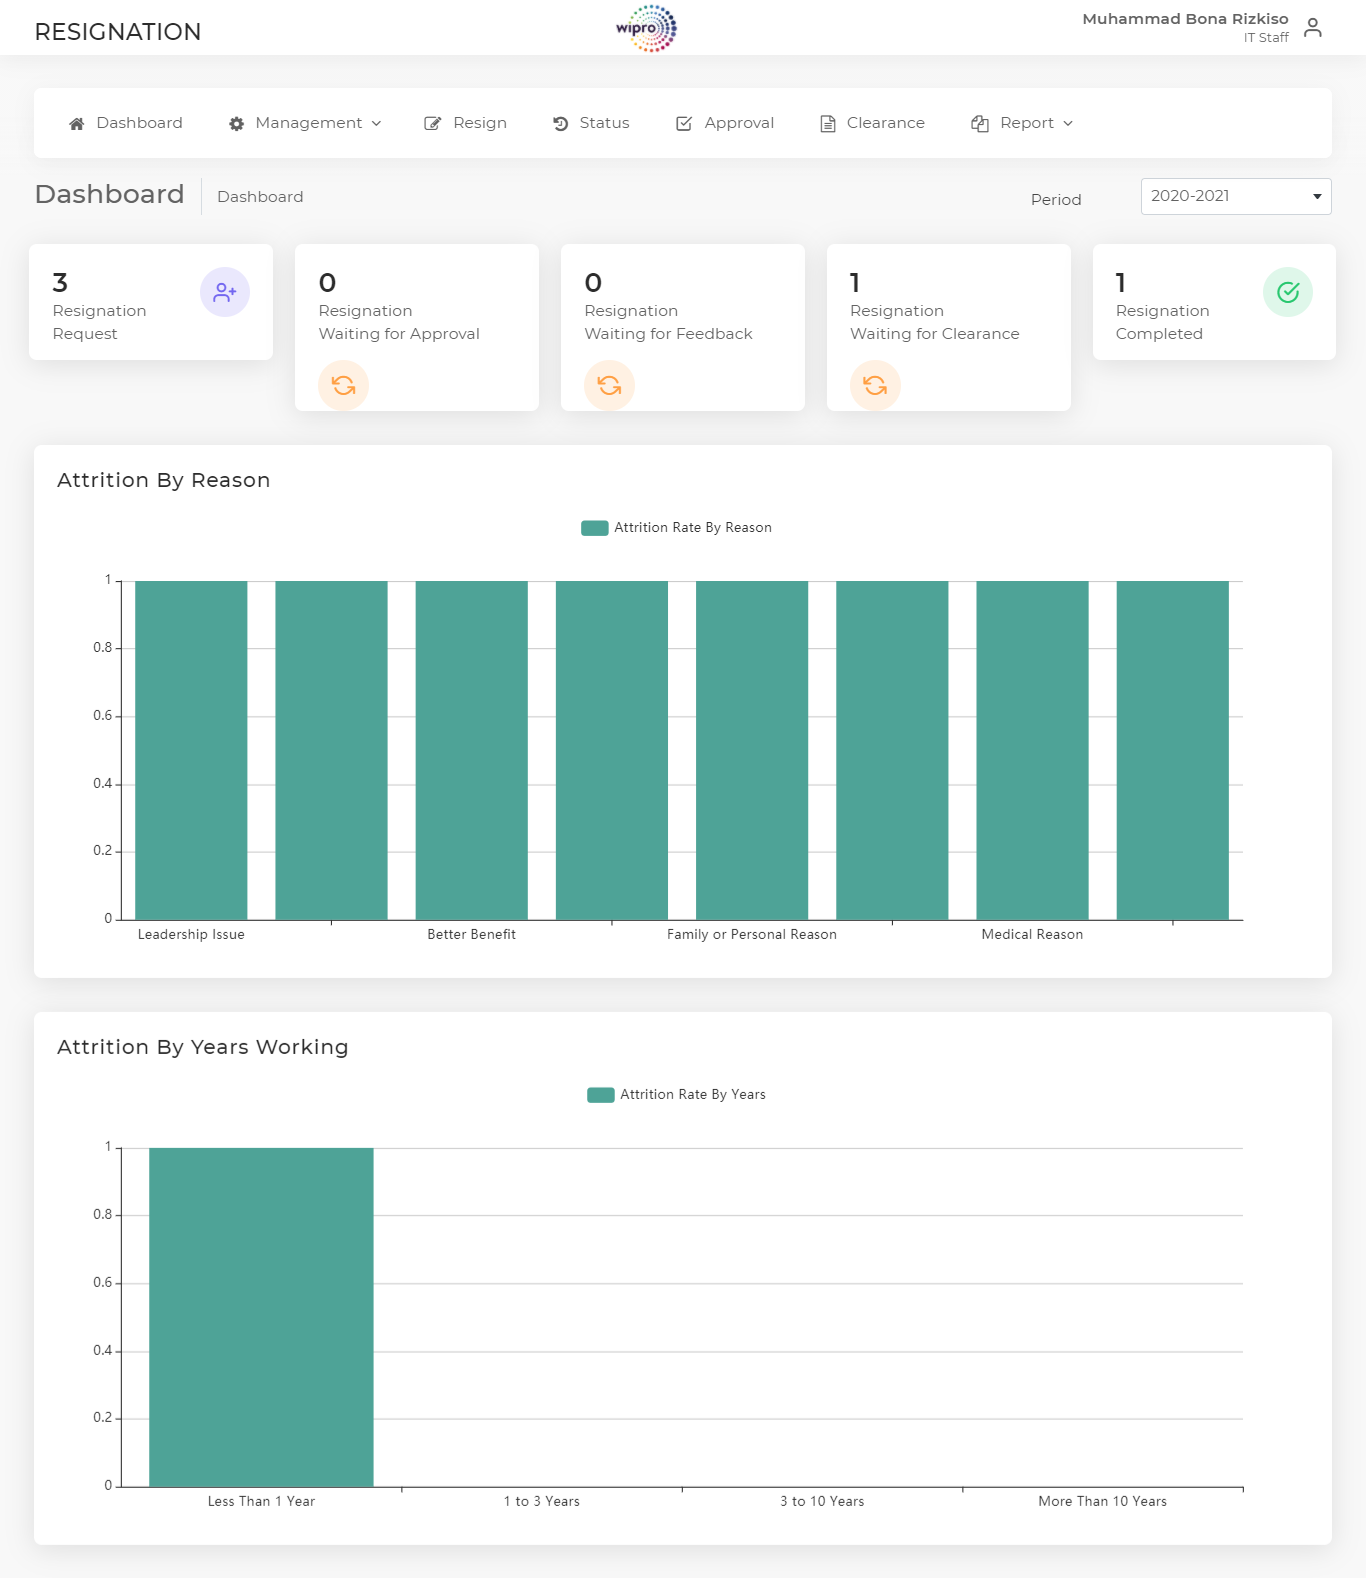 RESIGNATION
wipro
Muhammad Bona Rizkiso
IT Staff
Dashboard
Management
Resign
Status
Approval
Clearance
Report
Dashboard
Dashboard
Period
2020-2021
3
Resignation
Request
0
Resignation
Waiting for Approval
0
Resignation
Waiting for Feedback
1
Resignation
Waiting for Clearance
1
Resignation
Completed
Attrition By Reason
Attrition Rate By Reason
1
0.8
0.6
0.4
0.2
0
Leadership Issue
Better Benefit
Family or Personal Reason
Medical Reason
Attrition By Years Working
Attrition Rate By Years
1
0.8
0.6
0.4
0.2
0
Less Than 1 Year
1 to 3 Years
3 to 10 Years
More Than 10 Years